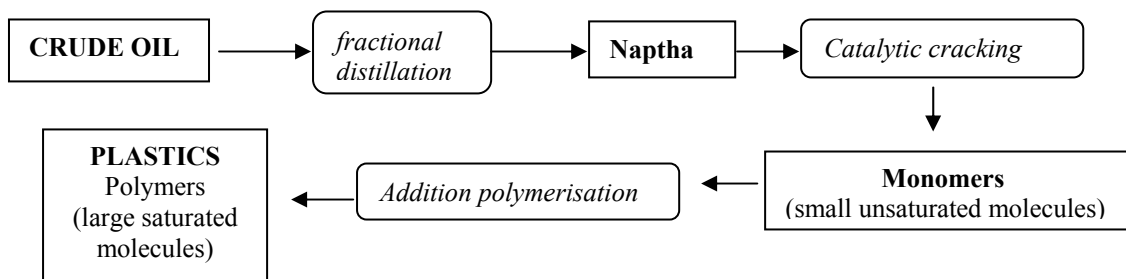 CRUDE OIL
fractional
distillation
Naptha
Catalytic cracking
Monomers
(small unsaturated molecules)
Addition polymerisation
PLASTICS
Polymers
(large saturated
molecules)